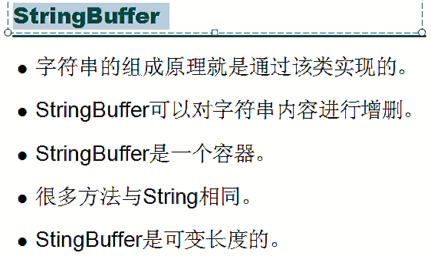 StringBuffer
● 字符串的组成原理就是通过该类实现的。
● StringBuffer可以对字符串内容进行增删。
● StringBuffer是一个容器。
● 很多方法与String相同。
● StingBuffer是可变长度的。